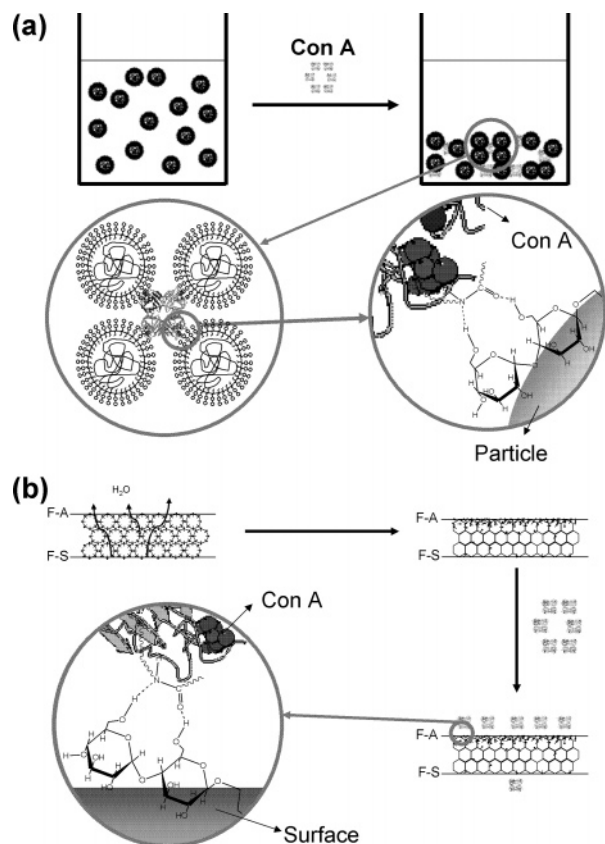 (a)
Con A
Con A
Particle
(b)
H₂O
F-A
F-S
F-A
F-S
Con A
F-A
F-S
Surface